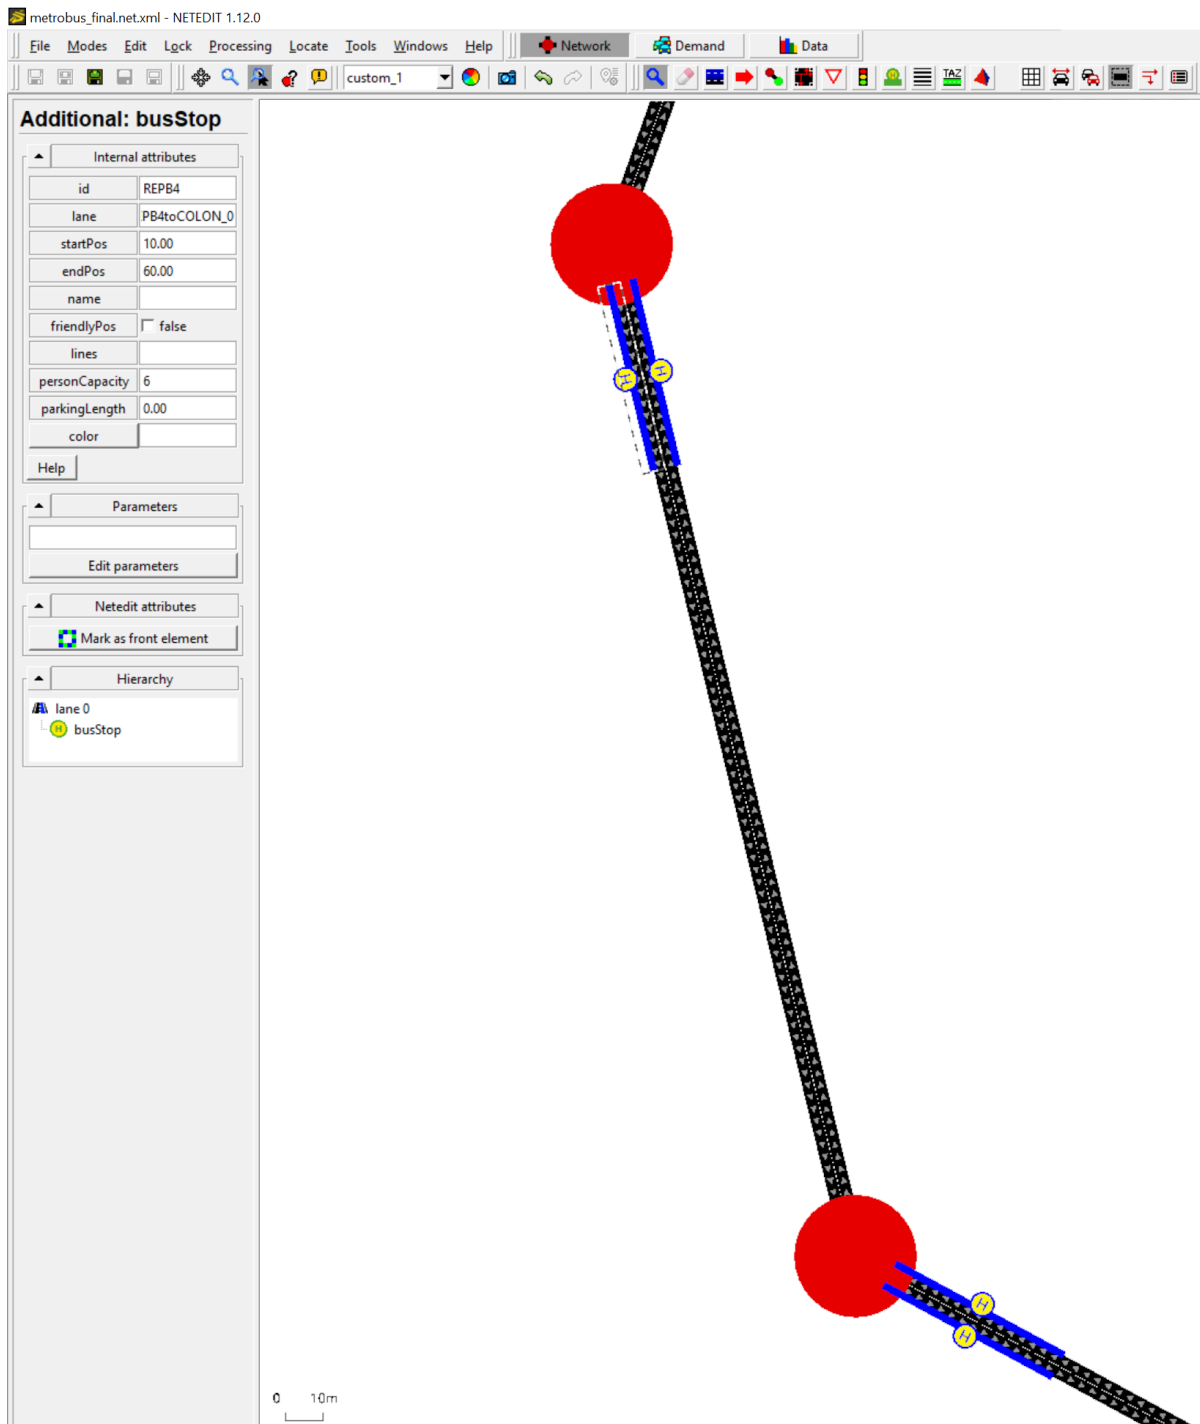 metrobus_final.net.xml - NETEDIT 1.12.0
File Modes Edit Lock Processing Locate Tools Windows Help Network Demand Data
custom_1 TAZ
Additional: busStop
Internal attributes
id REPB4
lane PB4toCOLON_0
startPos 10.00
endPos 60.00
name
friendlyPos false
lines
personCapacity 6
parkingLength 0.00
color
Help
Parameters
Edit parameters
Netedit attributes
Mark as front element
Hierarchy
lane 0
H busStop
H
H
H
H
0 10m